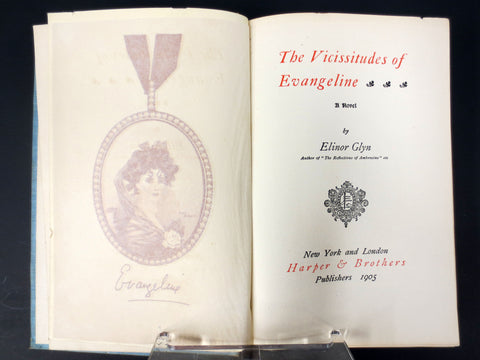 Evangeline
The Vicissitudes of
Evangeline
A Novel
by
Elinor Glyn
Author of "The Reflections of Ambrosine" etc
New York and London
Harper & Brothers
Publishers 1905